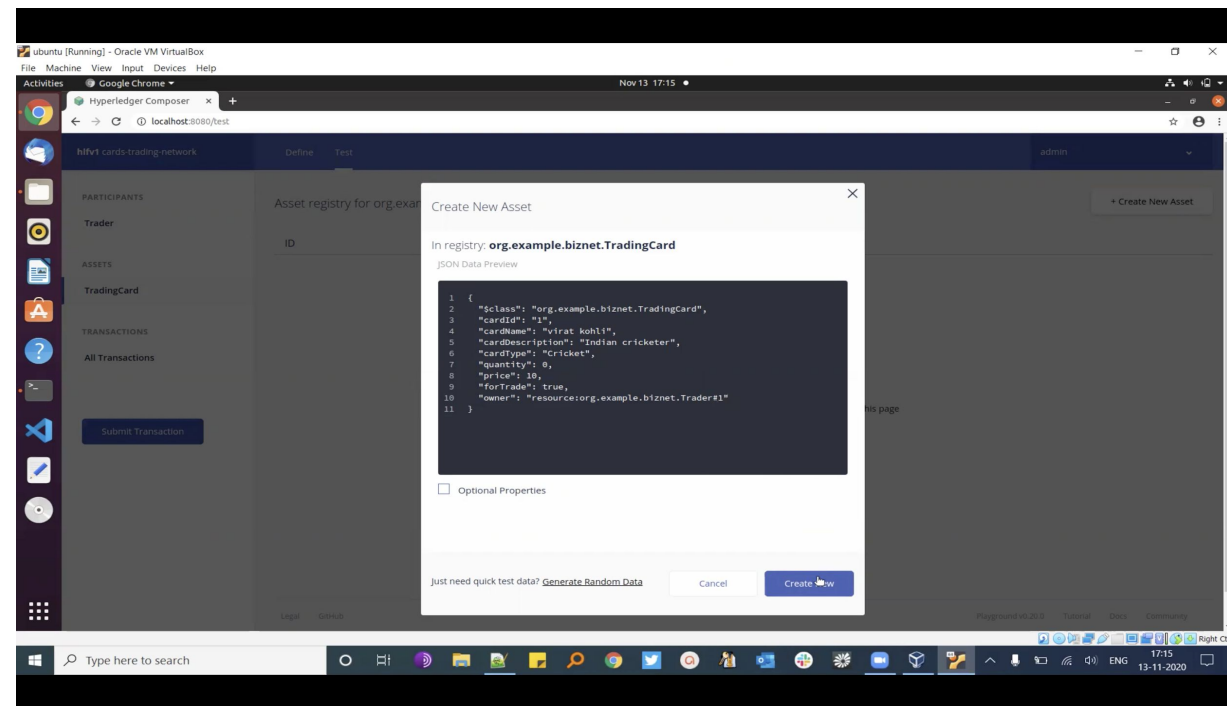 ubuntu [Running] - Oracle VM VirtualBox
File Machine View Input Devices Help
Activities Google Chrome Nov 13 17:15
Hyperledger Composer
localhost:8080/test
hlfv1 cards-trading-network Define Test admin
PARTICIPANTS
Trader
ASSETS
TradingCard
TRANSACTIONS
All Transactions
Submit Transaction
Asset registry for org.exam
+ Create New Asset
ID
Create New Asset
In registry: org.example.biznet.TradingCard
JSON Data Preview
1 {
2 "$class": "org.example.biznet.TradingCard",
3 "cardId": "1",
4 "cardName": "virat kohli",
5 "cardDescription": "Indian cricketer",
6 "cardType": "Cricket",
7 "quantity": 0,
8 "price": 10,
9 "forTrade": true,
10 "owner": "resource:org.example.biznet.Trader#1"
11 }
his page
Optional Properties
Just need quick test data? Generate Random Data Cancel Create New
Legal GitHub Playground v0.20.0 Tutorial Docs Community
Right Ct
Type here to search ENG 17:15
13-11-2020